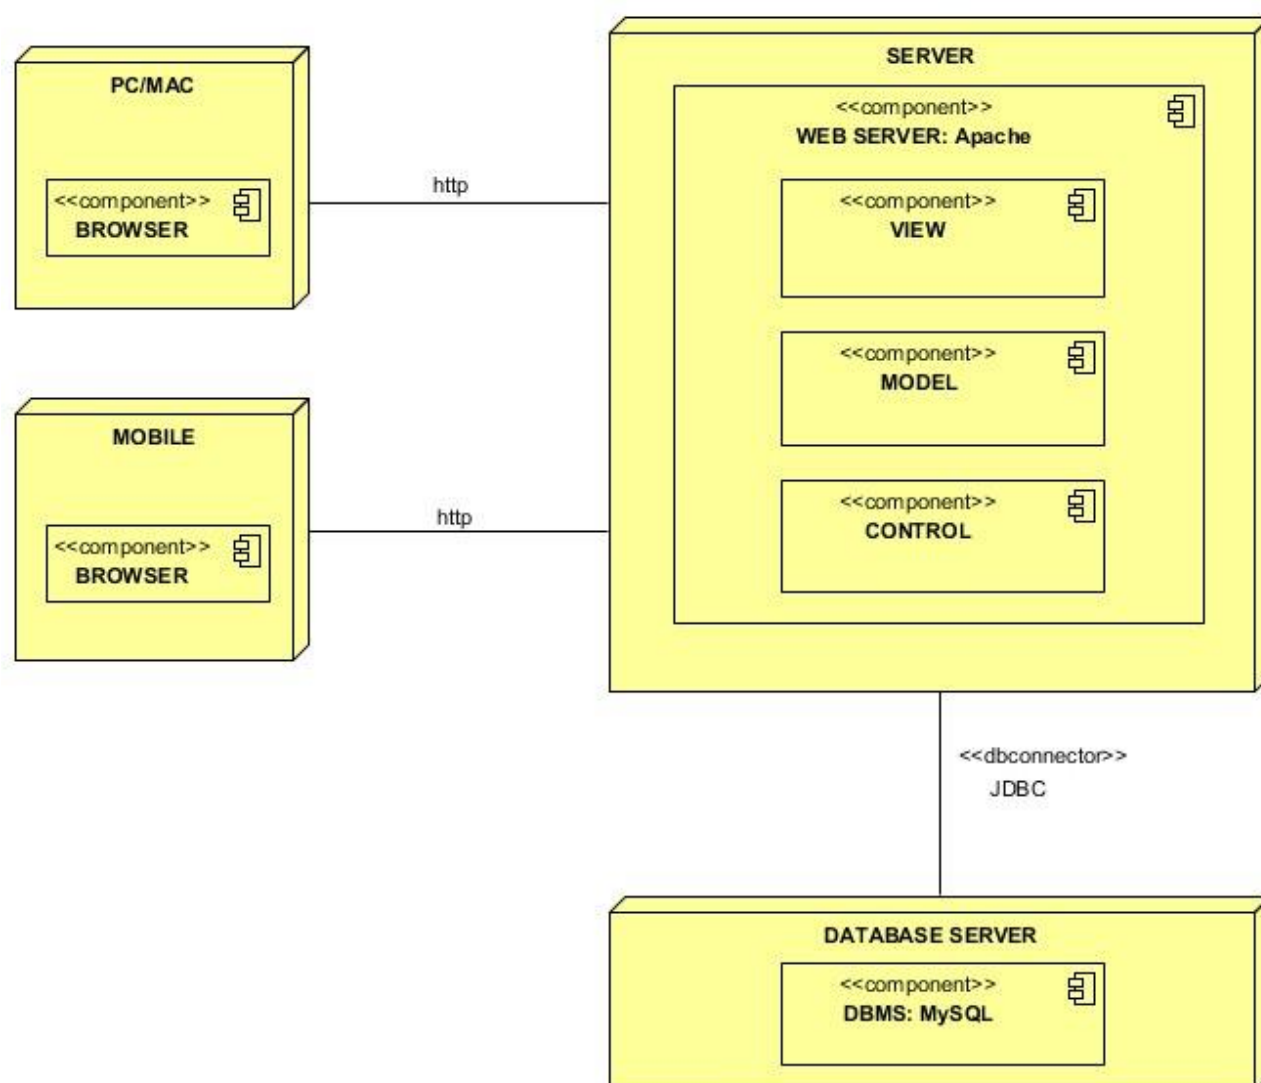 PC/MAC
<<component>>
BROWSER
http
MOBILE
<<component>>
BROWSER
http
SERVER
<<component>>
WEB SERVER: Apache
<<component>>
VIEW
<<component>>
MODEL
<<component>>
CONTROL
<<dbconnector>>
JDBC
DATABASE SERVER
<<component>>
DBMS: MySQL